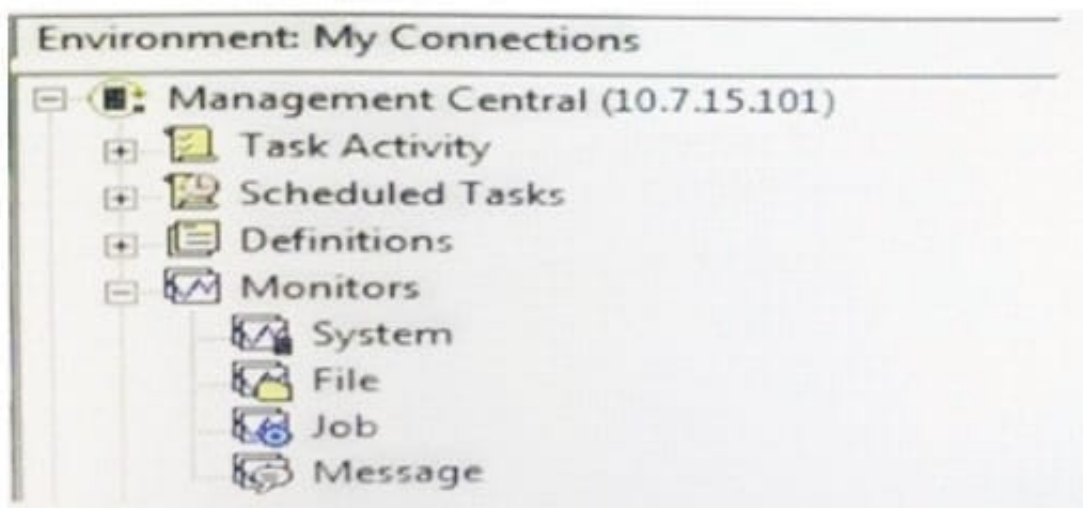 Environment: My Connections
Management Central (10.7.15.101)
Task Activity
Scheduled Tasks
Definitions
Monitors
System
File
Job
Message